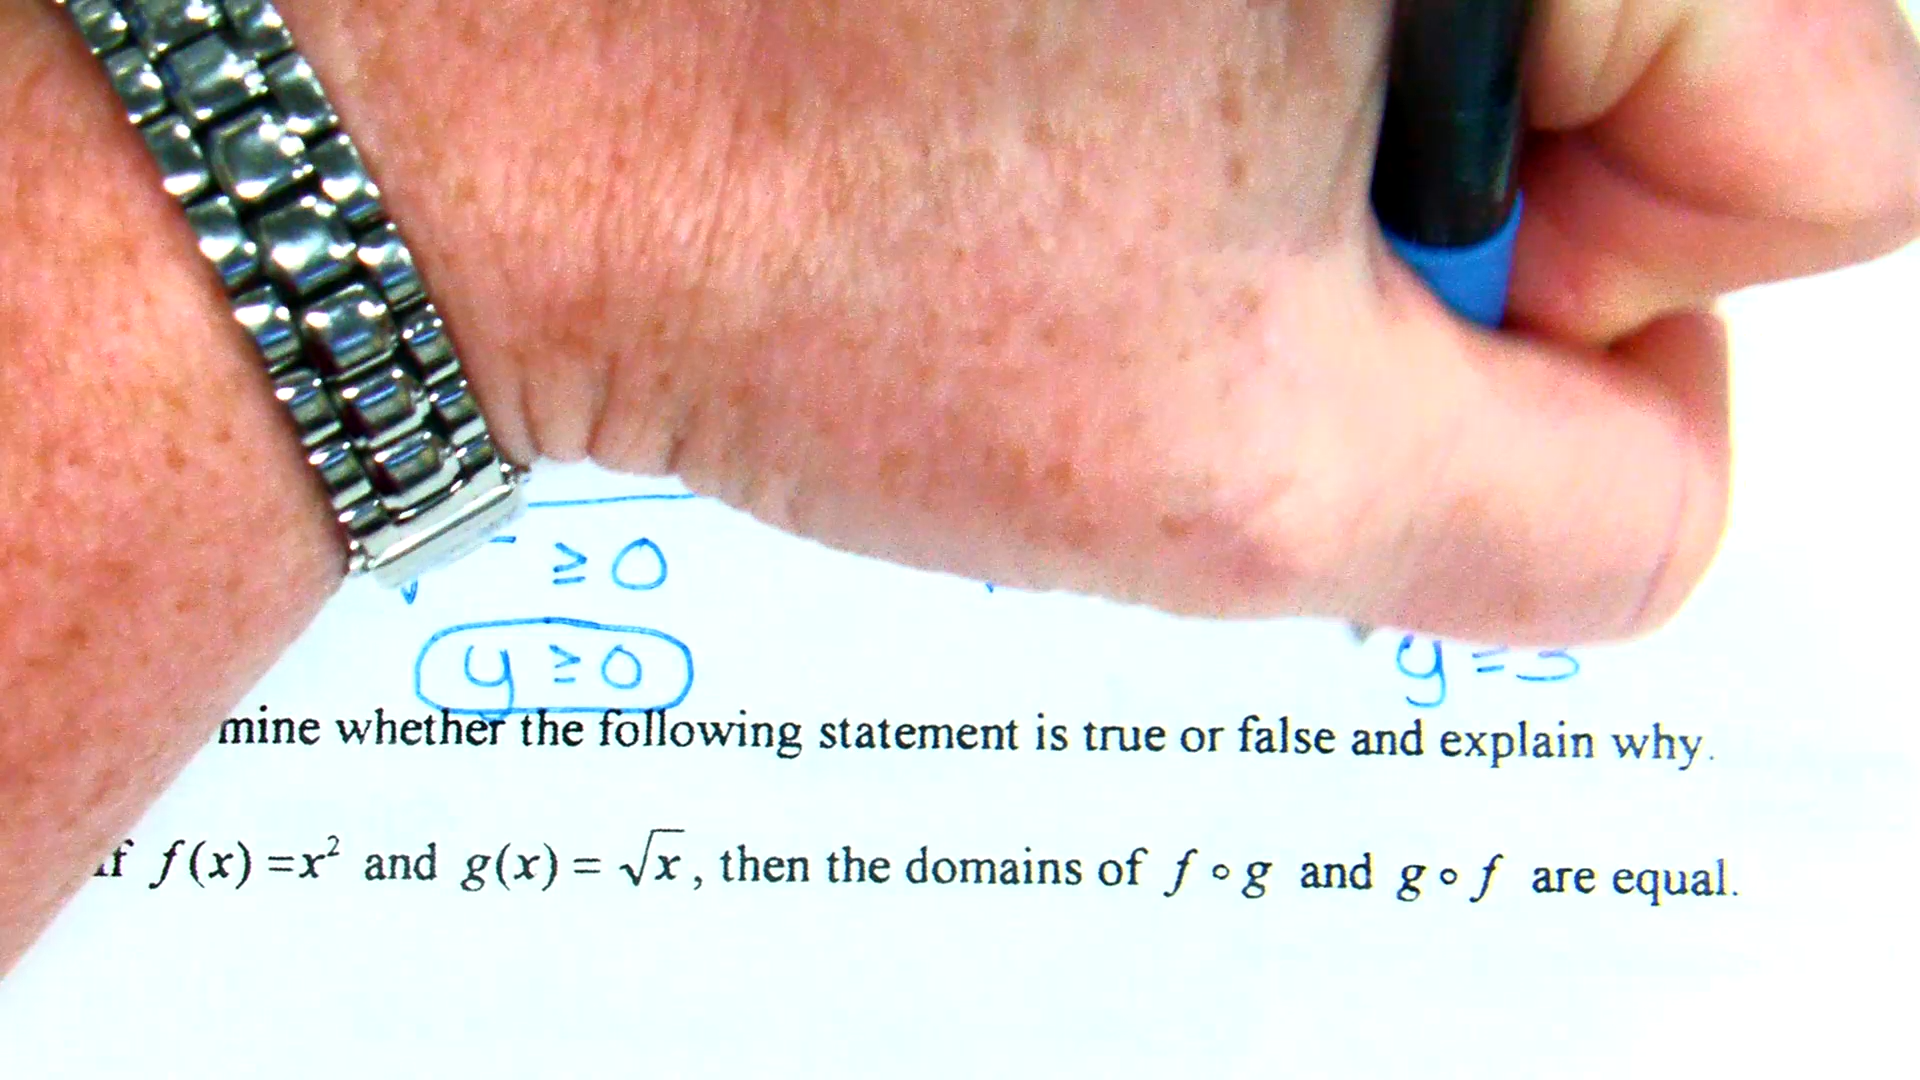 ≥ 0
y ≥ 0
mine whether the following statement is true or false and explain why.
If f(x) =x² and g(x) = √x, then the domains of f ∘ g and g ∘ f are equal.